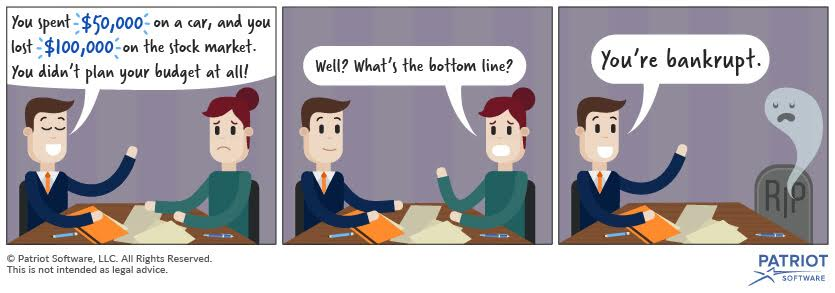 You spent $50,000 on a car, and you
lost $100,000 on the stock market.
You didn't plan your budget at all!
Well? What's the bottom line?
You're bankrupt.
RIP
© Patriot Software, LLC. All Rights Reserved.
This is not intended as legal advice.
PATRIOT
SOFTWARE